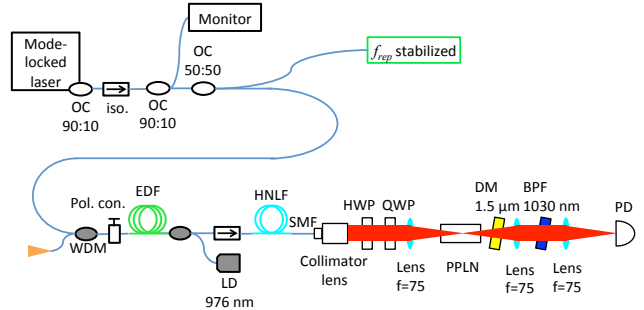 Monitor
Mode-
locked
laser
OC
50:50
f_rep stabilized
OC
90:10
iso.
OC
90:10
Pol. con.
EDF
HNLF
SMF
HWP
QWP
DM
1.5 µm
BPF
1030 nm
PD
WDM
LD
976 nm
Collimator
lens
Lens
f=75
PPLN
Lens
f=75
Lens
f=75